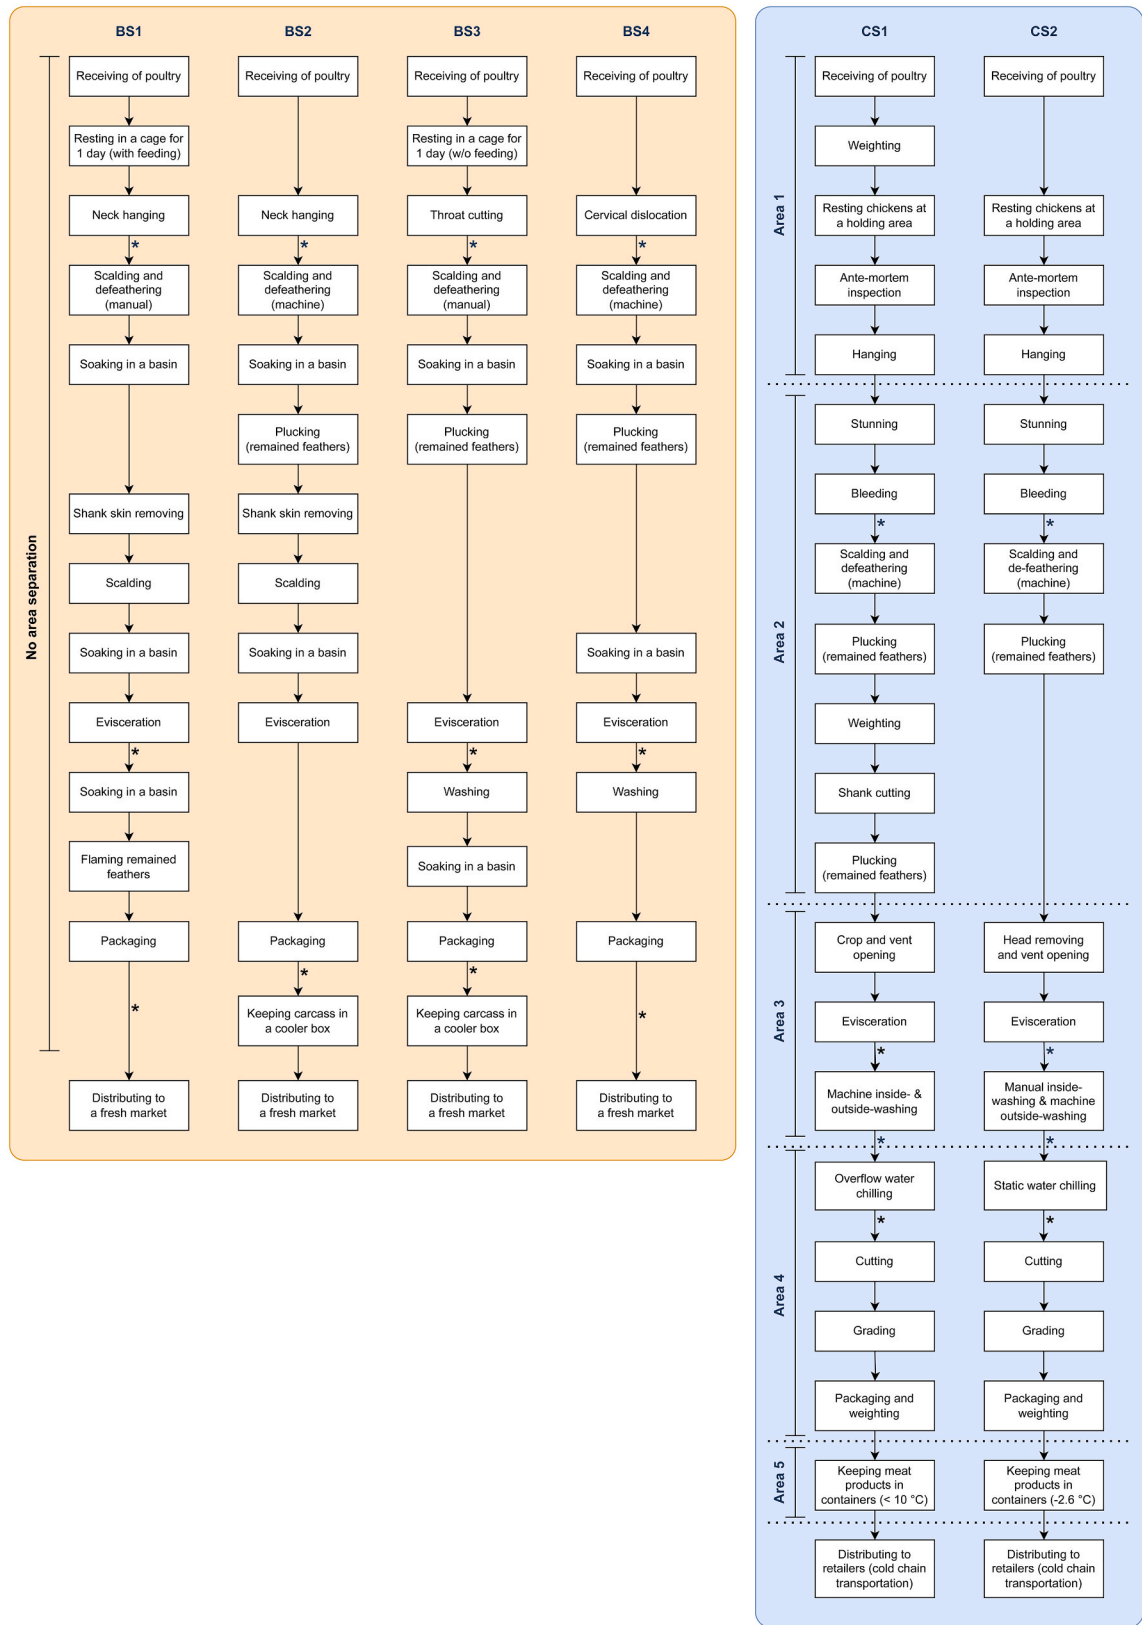 BS1
BS2
BS3
BS4
No area separation
Receiving of poultry
Resting in a cage for
1 day (with feeding)
Neck hanging
*
Scalding and
defeathering
(manual)
Soaking in a basin
Shank skin removing
Scalding
Soaking in a basin
Evisceration
*
Soaking in a basin
Flaming remained
feathers
Packaging
*
Distributing to
a fresh market
Receiving of poultry
Neck hanging
*
Scalding and
defeathering
(machine)
Soaking in a basin
Plucking
(remained feathers)
Shank skin removing
Scalding
Soaking in a basin
Evisceration
Packaging
*
Keeping carcass in
a cooler box
Distributing to
a fresh market
Receiving of poultry
Resting in a cage for
1 day (w/o feeding)
Throat cutting
*
Scalding and
defeathering
(manual)
Soaking in a basin
Plucking
(remained feathers)
Evisceration
*
Washing
Soaking in a basin
Packaging
*
Keeping carcass in
a cooler box
Distributing to
a fresh market
Receiving of poultry
Cervical dislocation
*
Scalding and
defeathering
(machine)
Soaking in a basin
Plucking
(remained feathers)
Soaking in a basin
Evisceration
*
Washing
Packaging
*
Distributing to
a fresh market
CS1
CS2
Area 1
Area 2
Area 3
Area 4
Area 5
Receiving of poultry
Weighting
Resting chickens at
a holding area
Ante-mortem
inspection
Hanging
Stunning
Bleeding
*
Scalding and
defeathering
(machine)
Plucking
(remained feathers)
Weighting
Shank cutting
Plucking
(remained feathers)
Crop and vent
opening
Evisceration
*
Machine inside- &
outside-washing
*
Overflow water
chilling
*
Cutting
Grading
Packaging and
weighting
Keeping meat
products in
containers (< 10 °C)
Distributing to
retailers (cold chain
transportation)
Receiving of poultry
Resting chickens at
a holding area
Ante-mortem
inspection
Hanging
Stunning
Bleeding
*
Scalding and
de-feathering
(machine)
Plucking
(remained feathers)
Head removing
and vent opening
Evisceration
*
Manual inside-
washing & machine
outside-washing
*
Static water chilling
*
Cutting
Grading
Packaging and
weighting
Keeping meat
products in
containers (-2.6 °C)
Distributing to
retailers (cold chain
transportation)